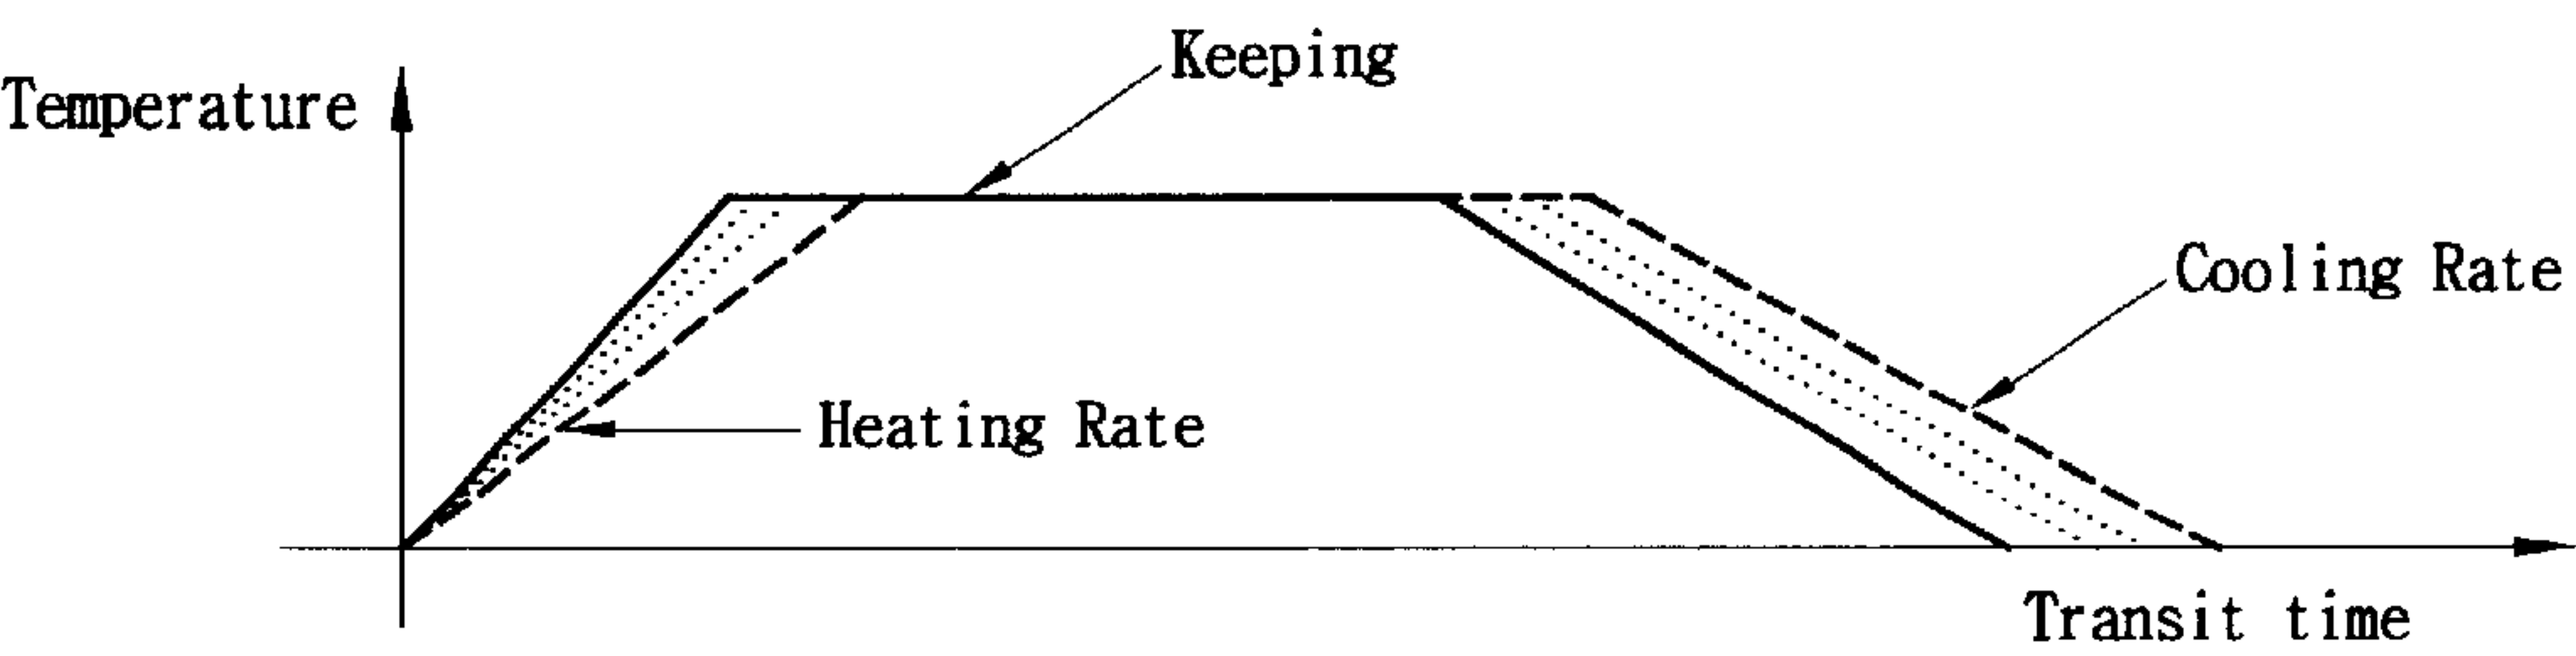 Keeping
Temperature
Cooling Rate
Heating Rate
Transit time